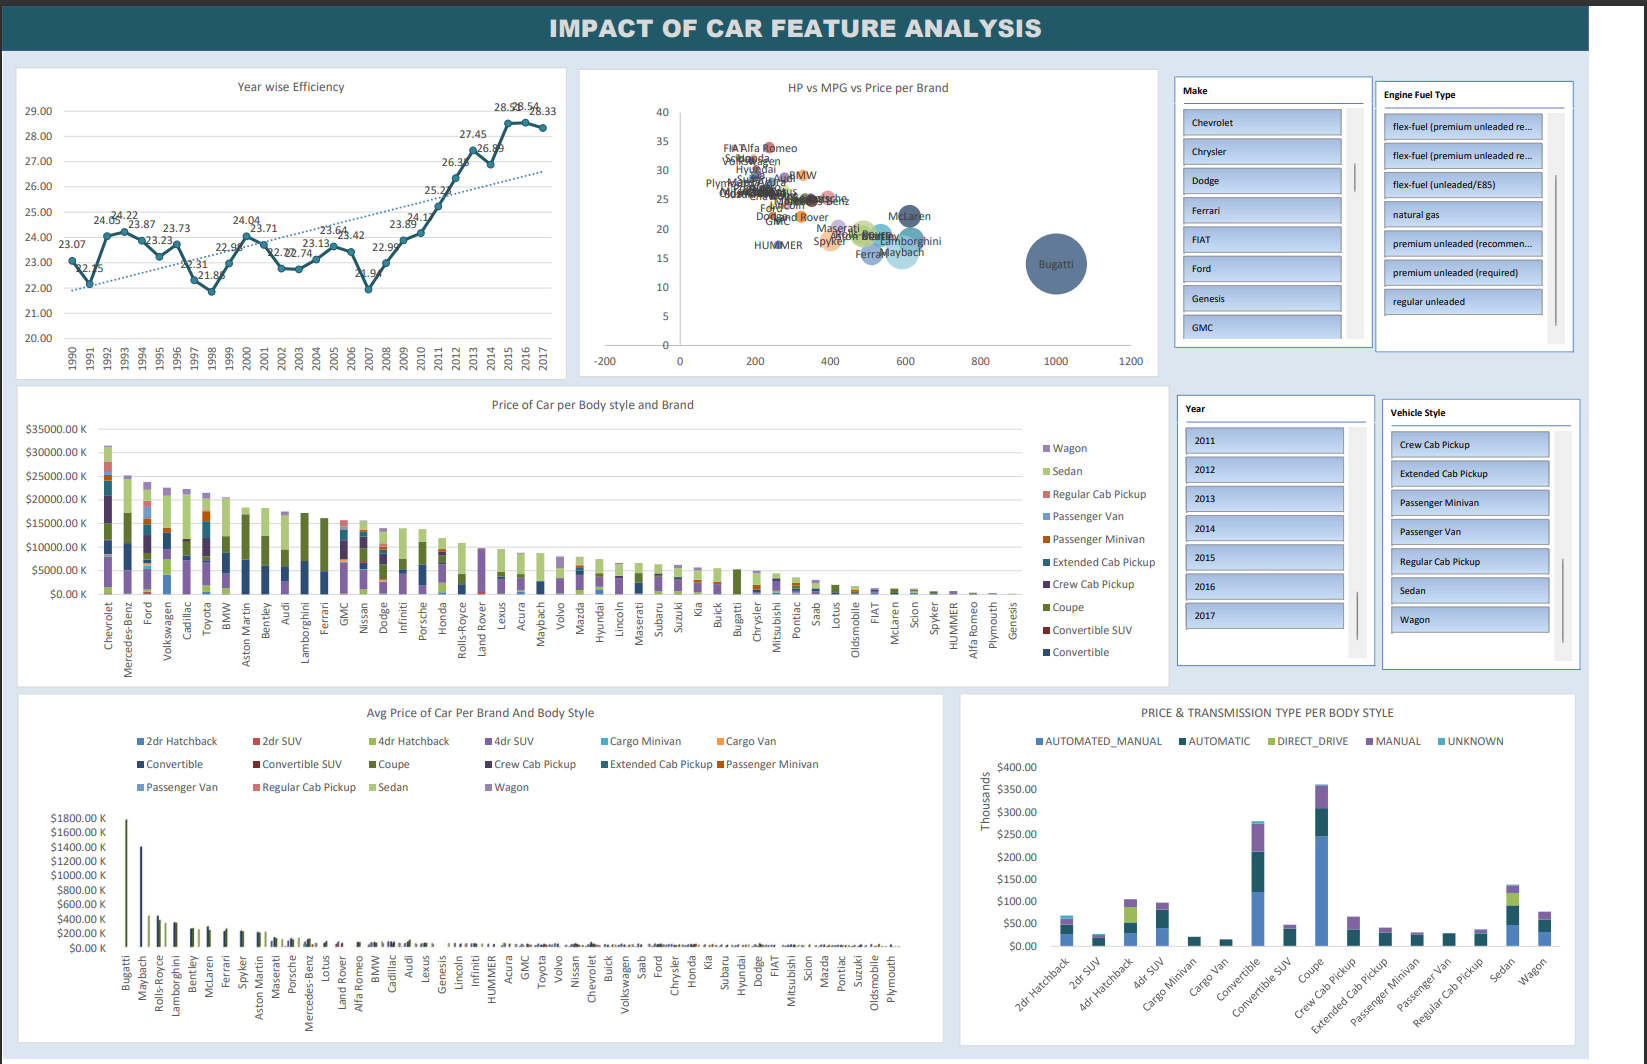 IMPACT OF CAR FEATURE ANALYSIS
Year wise Efficiency
29.00
28.00
27.00
26.00
25.00
24.00
23.00
22.00
21.00
20.00
23.07
22.15
24.05
24.22
23.87
23.23
23.73
22.31
21.85
22.98
24.04
23.71
22.77
22.74
23.13
23.64
23.42
21.94
22.99
23.89
24.17
26.35
27.45
26.89
28.54
28.33
1990
1991
1992
1993
1994
1995
1996
1997
1998
1999
2000
2001
2002
2003
2004
2005
2006
2007
2008
2009
2010
2011
2012
2013
2014
2015
2016
2017
HP vs MPG vs Price per Brand
40
35
30
25
20
15
10
5
0
-200
0
200
400
600
800
1000
1200
FIAT
Alfa Romeo
Volkswagen
Hyundai
BMW
Ford
Lincoln
GMC
Land Rover
McLaren
Maserati
Spyker
HUMMER
Lamborghini
Ferrari
Maybach
Bugatti
Make
Chevrolet
Chrysler
Dodge
Ferrari
FIAT
Ford
Genesis
GMC
Engine Fuel Type
flex-fuel (premium unleaded re...
flex-fuel (premium unleaded re...
flex-fuel (unleaded/E85)
natural gas
premium unleaded (recommen...
premium unleaded (required)
regular unleaded
Price of Car per Body style and Brand
$35000.00 K
$30000.00 K
$25000.00 K
$20000.00 K
$15000.00 K
$10000.00 K
$5000.00 K
$0.00 K
Chevrolet
Mercedes-Benz
Ford
Volkswagen
Cadillac
Toyota
BMW
Aston Martin
Bentley
Audi
Lamborghini
Ferrari
GMC
Nissan
Dodge
Infiniti
Porsche
Honda
Rolls-Royce
Land Rover
Lexus
Acura
Maybach
Volvo
Mazda
Hyundai
Lincoln
Maserati
Subaru
Suzuki
Kia
Buick
Bugatti
Chrysler
Mitsubishi
Pontiac
Saab
Lotus
Oldsmobile
FIAT
McLaren
Scion
Spyker
HUMMER
Alfa Romeo
Plymouth
Genesis
Wagon
Sedan
Regular Cab Pickup
Passenger Van
Passenger Minivan
Extended Cab Pickup
Crew Cab Pickup
Coupe
Convertible SUV
Convertible
Year
2011
2012
2013
2014
2015
2016
2017
Vehicle Style
Crew Cab Pickup
Extended Cab Pickup
Passenger Minivan
Passenger Van
Regular Cab Pickup
Sedan
Wagon
Avg Price of Car Per Brand And Body Style
2dr Hatchback 2dr SUV 4dr Hatchback 4dr SUV Cargo Minivan Cargo Van
Convertible Convertible SUV Coupe Crew Cab Pickup Extended Cab Pickup Passenger Minivan
Passenger Van Regular Cab Pickup Sedan Wagon
$1800.00 K
$1600.00 K
$1400.00 K
$1200.00 K
$1000.00 K
$800.00 K
$600.00 K
$400.00 K
$200.00 K
$0.00 K
Bugatti
Maybach
Rolls-Royce
Lamborghini
Bentley
McLaren
Ferrari
Spyker
Aston Martin
Maserati
Porsche
Mercedes-Benz
Lotus
Land Rover
Alfa Romeo
BMW
Cadillac
Audi
Lexus
Genesis
Lincoln
Infiniti
HUMMER
Acura
GMC
Toyota
Volvo
Nissan
Chevrolet
Buick
Volkswagen
Saab
Ford
Chrysler
Honda
Kia
Subaru
Hyundai
Dodge
FIAT
Mitsubishi
Scion
Mazda
Pontiac
Suzuki
Oldsmobile
Plymouth
PRICE & TRANSMISSION TYPE PER BODY STYLE
AUTOMATED_MANUAL AUTOMATIC DIRECT_DRIVE MANUAL UNKNOWN
Thousands
$400.00
$350.00
$300.00
$250.00
$200.00
$150.00
$100.00
$50.00
$0.00
2dr Hatchback
2dr SUV
4dr Hatchback
4dr SUV
Cargo Minivan
Cargo Van
Convertible
Convertible SUV
Coupe
Crew Cab Pickup
Extended Cab Pickup
Passenger Minivan
Passenger Van
Regular Cab Pickup
Sedan
Wagon